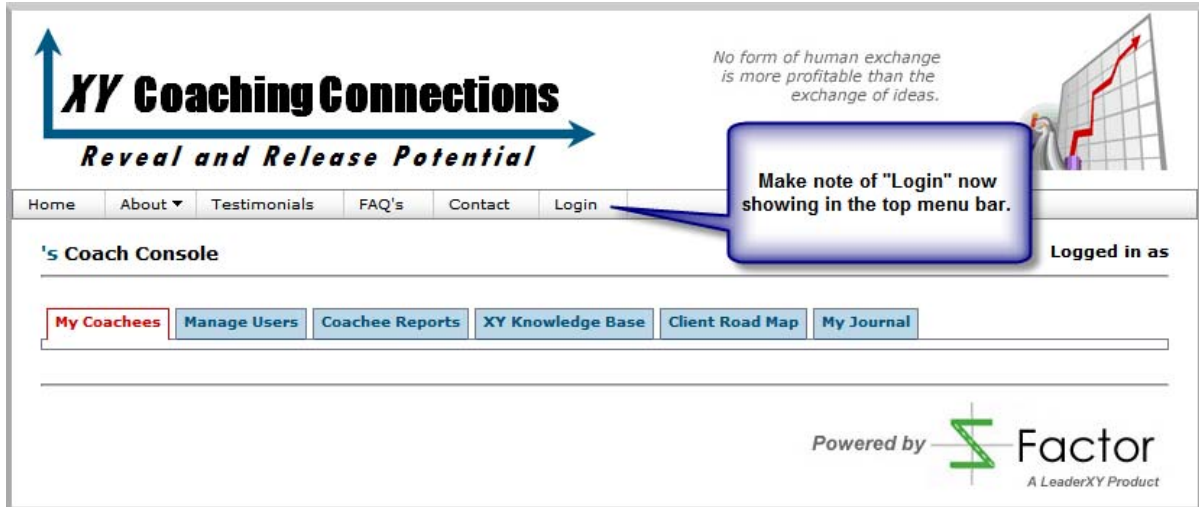 XY Coaching Connections
Reveal and Release Potential
No form of human exchange
is more profitable than the
exchange of ideas.
Make note of "Login" now
showing in the top menu bar.
Home About ▼ Testimonials FAQ's Contact Login
's Coach Console Logged in as
My Coachees Manage Users Coachee Reports XY Knowledge Base Client Road Map My Journal
Powered by Factor
A LeaderXY Product